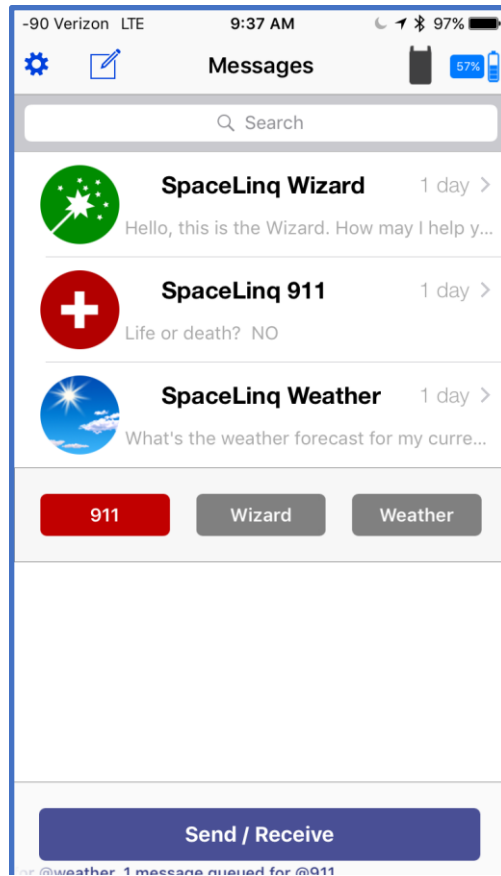 -90 Verizon LTE 9:37 AM 97%
Messages 57%
Search
SpaceLinq Wizard 1 day
Hello, this is the Wizard. How may I help y...
SpaceLinq 911 1 day
Life or death? NO
SpaceLinq Weather 1 day
What's the weather forecast for my curre...
911 Wizard Weather
Send / Receive
@weather, 1 message queued for @911